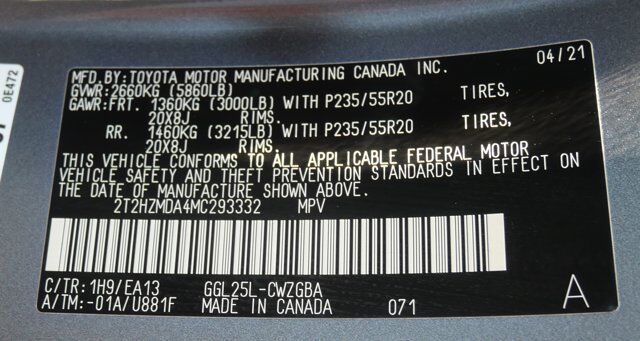 0E472
04/21
MFD. BY:TOYOTA MOTOR MANUFACTURING CANADA INC.
GVWR:2660KG (5860LB)
GAWR:FRT. 1360KG (3000LB) WITH P235/55R20 TIRES,
20X8J RIMS.
RR. 1460KG (3215LB) WITH P235/55R20 TIRES,
20X8J RIMS.
THIS VEHICLE CONFORMS TO ALL APPLICABLE FEDERAL MOTOR
VEHICLE SAFETY AND THEFT PREVENTION STANDARDS IN EFFECT ON
THE DATE OF MANUFACTURE SHOWN ABOVE.
2T2HZMDA4MC293332 MPV
C/TR: 1H9/EA13 GGL25L-CWZGBA
A/TM: -01A/U881F MADE IN CANADA 071 A